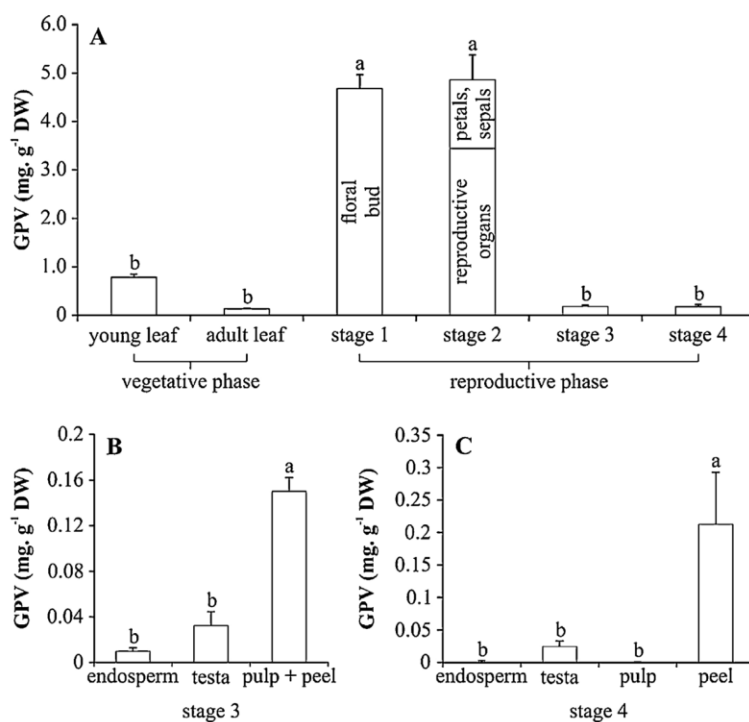 A
GPV (mg. g⁻¹ DW)
6.0
5.0
4.0
3.0
2.0
1.0
0
b
b
a
a
b
b
floral
bud
petals,
sepals
reproductive
organs
young leaf adult leaf stage 1 stage 2 stage 3 stage 4
vegetative phase reproductive phase
B
GPV (mg. g⁻¹ DW)
0.2
0.16
0.12
0.08
0.04
0
b
b
a
endosperm testa pulp + peel
stage 3
C
GPV (mg. g⁻¹ DW)
0.35
0.3
0.25
0.2
0.15
0.1
0.05
0
b
b
b
a
endosperm testa pulp peel
stage 4